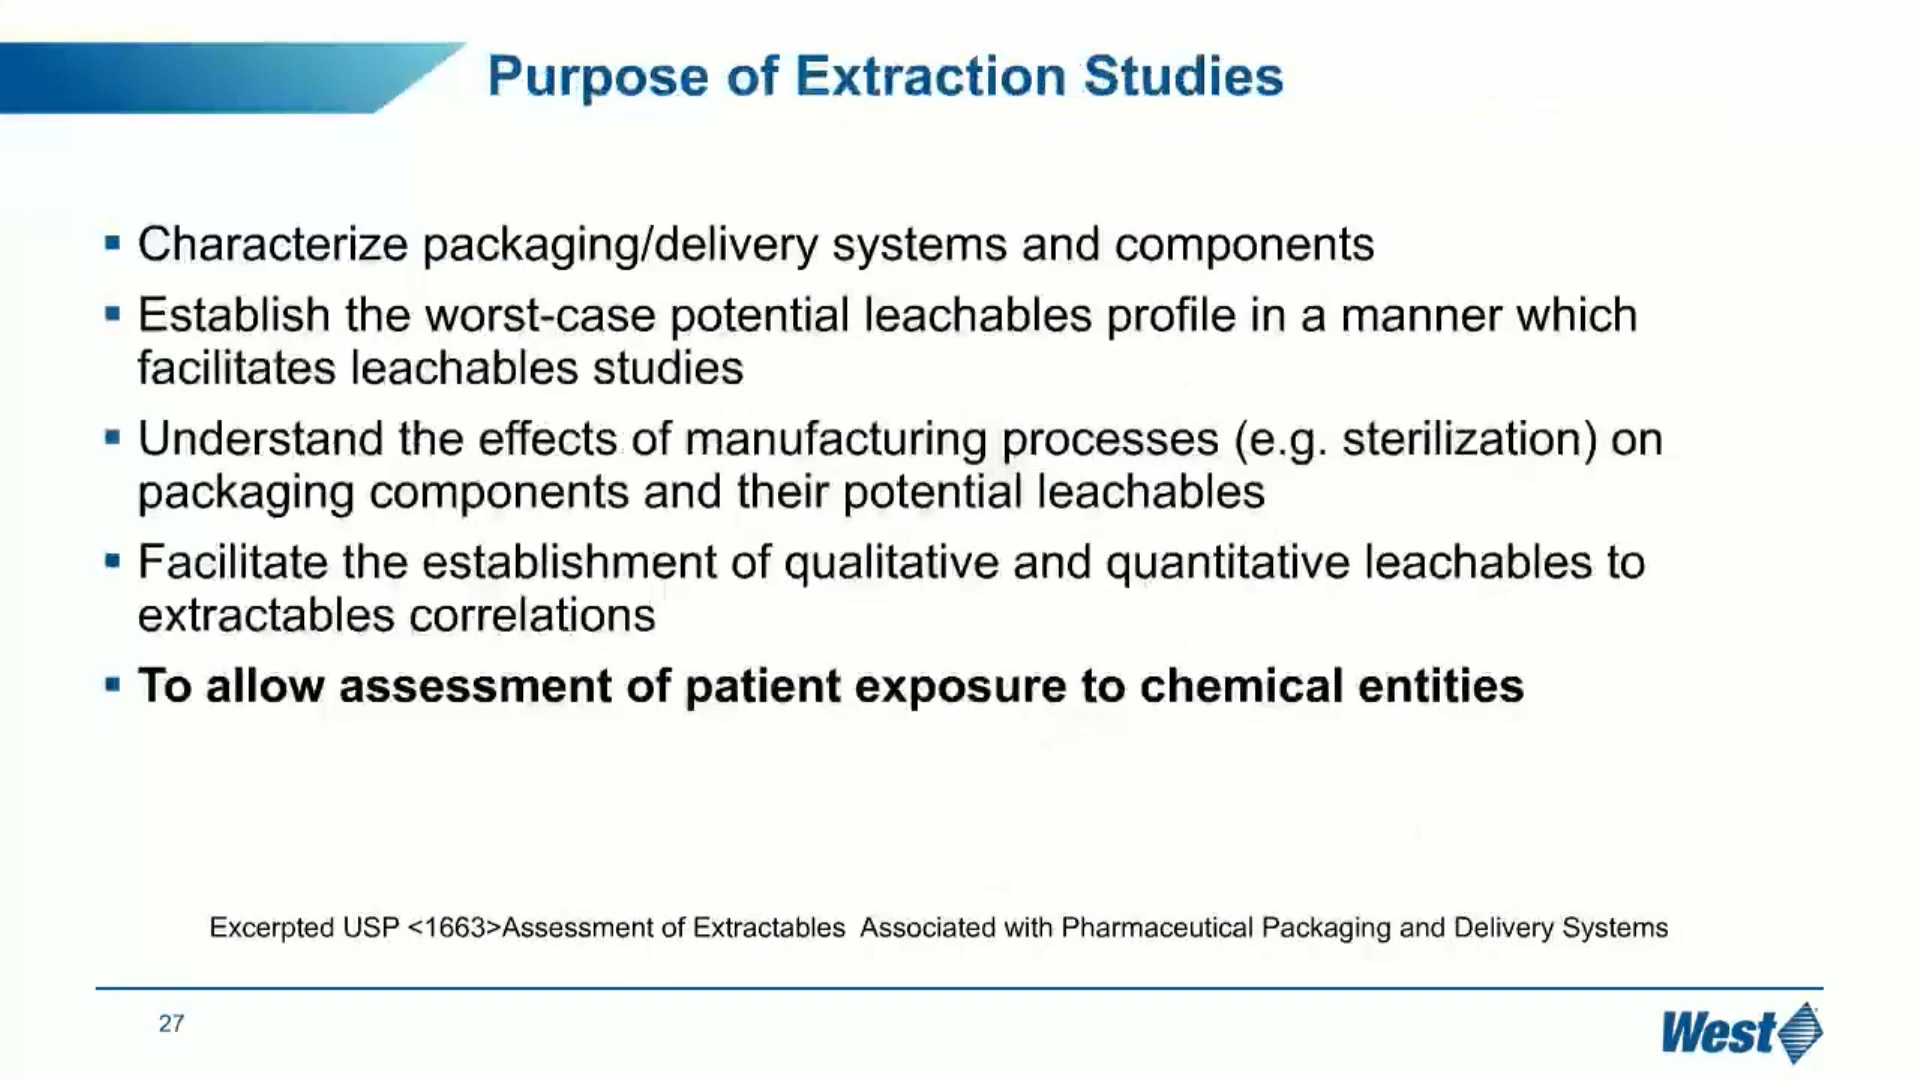 Purpose of Extraction Studies
▪ Characterize packaging/delivery systems and components
▪ Establish the worst-case potential leachables profile in a manner which
facilitates leachables studies
▪ Understand the effects of manufacturing processes (e.g. sterilization) on
packaging components and their potential leachables
▪ Facilitate the establishment of qualitative and quantitative leachables to
extractables correlations
▪ To allow assessment of patient exposure to chemical entities
Excerpted USP <1663>Assessment of Extractables  Associated with Pharmaceutical Packaging and Delivery Systems
27
West